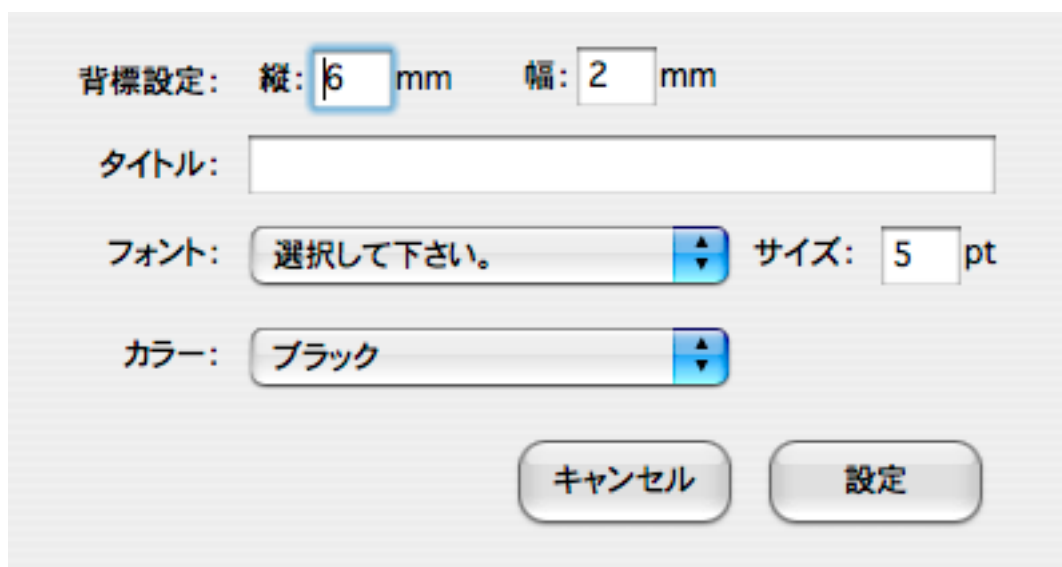 背標設定: 縦: 6 mm 幅: 2 mm
タイトル:
フォント: 選択して下さい。 サイズ: 5 pt
カラー: ブラック
キャンセル 設定